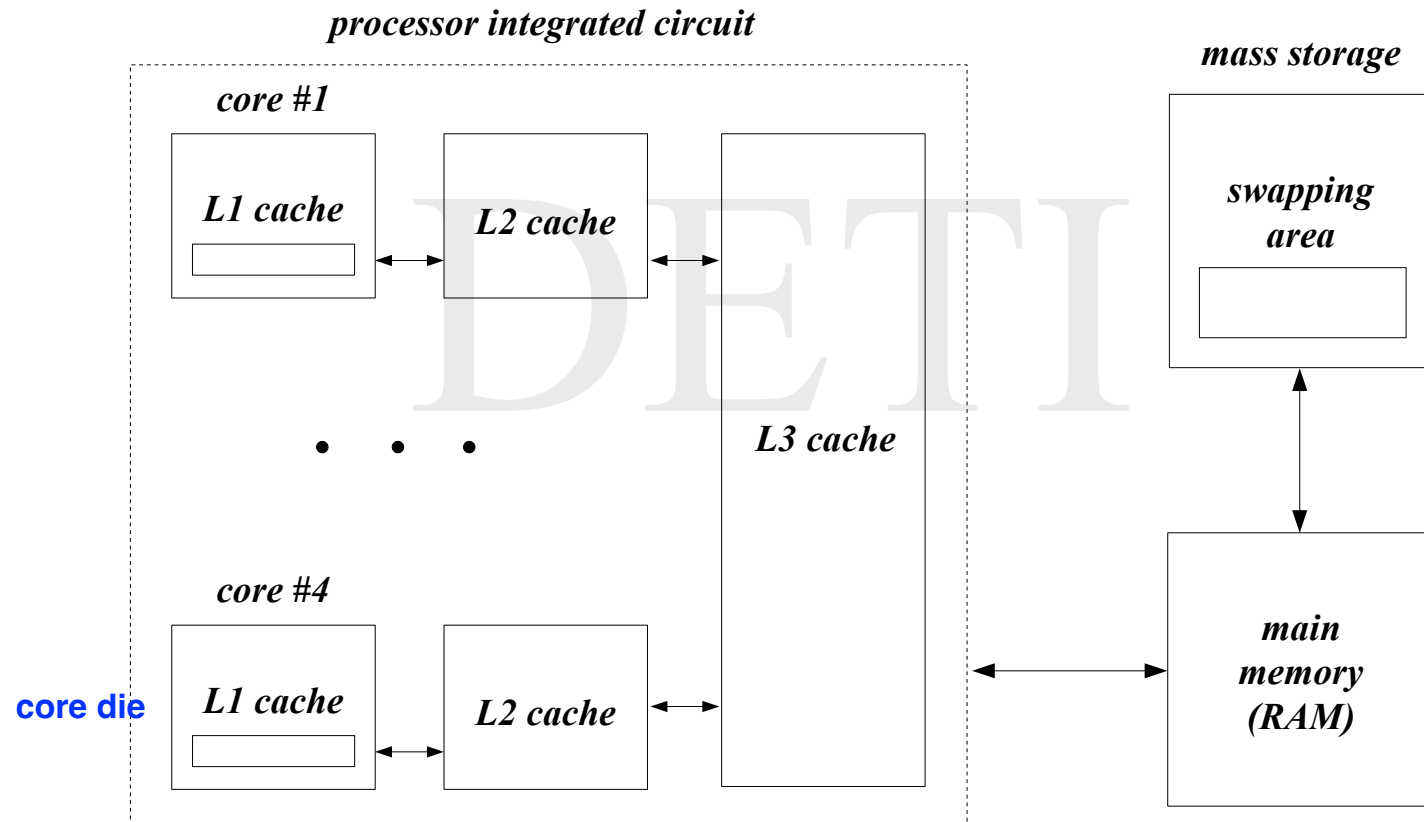 processor integrated circuit
mass storage
core #1
L1 cache
L2 cache
swapping
area
DETI
L3 cache
core #4
core die
L1 cache
L2 cache
main
memory
(RAM)